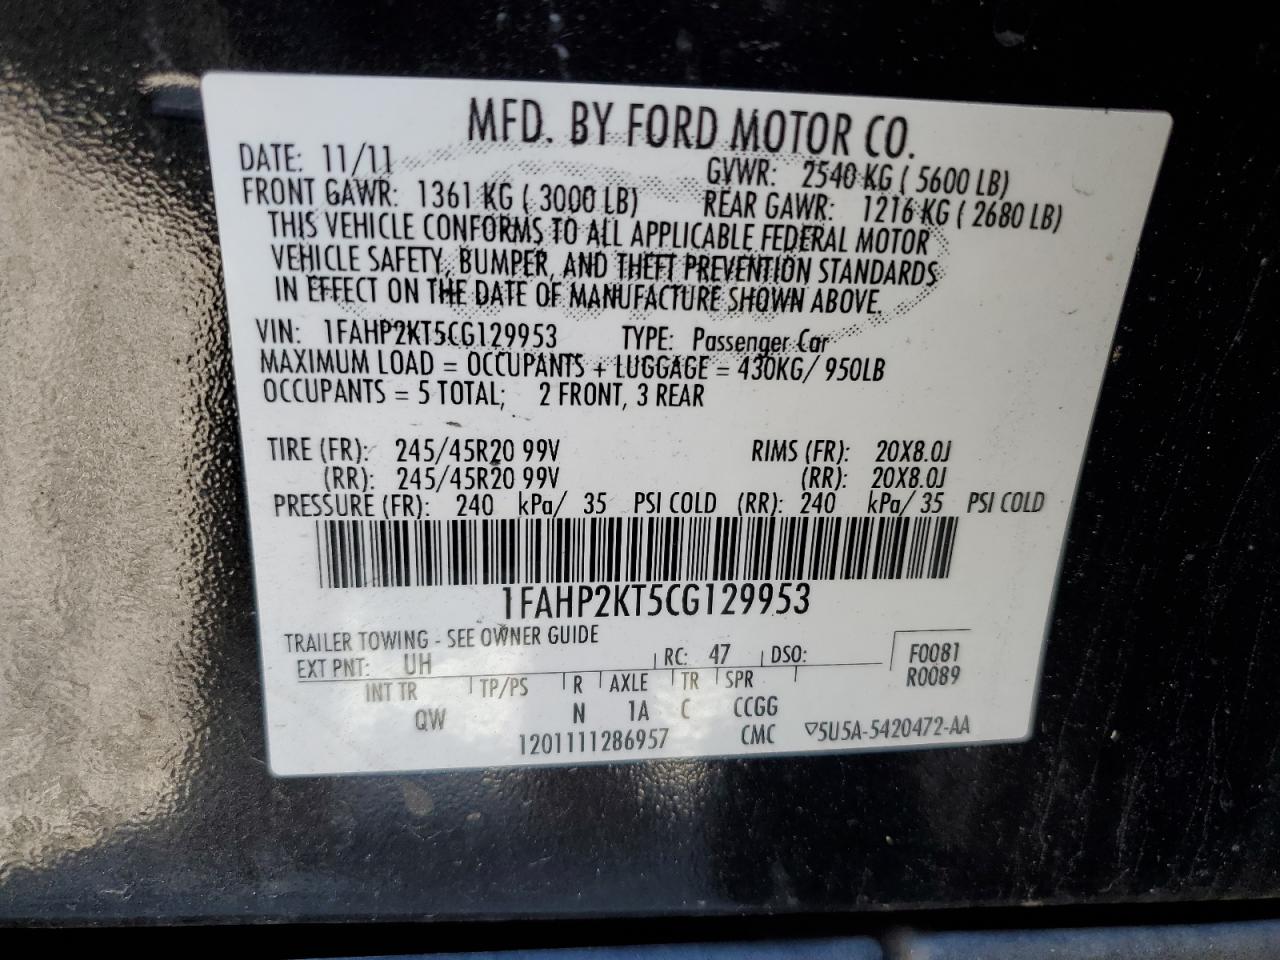 MFD. BY FORD MOTOR CO.
DATE: 11/11 GVWR: 2540 KG ( 5600 LB)
FRONT GAWR: 1361 KG ( 3000 LB) REAR GAWR: 1216 KG ( 2680 LB)
THIS VEHICLE CONFORMS TO ALL APPLICABLE FEDERAL MOTOR
VEHICLE SAFETY, BUMPER, AND THEFT PREVENTION STANDARDS
IN EFFECT ON THE DATE OF MANUFACTURE SHOWN ABOVE.
VIN: 1FAHP2KT5CG129953 TYPE: Passenger Car
MAXIMUM LOAD = OCCUPANTS + LUGGAGE = 430KG/ 950LB
OCCUPANTS = 5 TOTAL; 2 FRONT, 3 REAR
TIRE (FR): 245/45R20 99V RIMS (FR): 20X8.0J
(RR): 245/45R20 99V (RR): 20X8.0J
PRESSURE (FR): 240 kPa/ 35 PSI COLD (RR): 240 kPa/ 35 PSI COLD
1FAHP2KT5CG129953
TRAILER TOWING - SEE OWNER GUIDE
EXT PNT: UH RC: 47 DSO: F0081
R0089
INT TR TP/PS R AXLE TR SPR
QW N 1A C CCGG
1201111286957 CMC ▽5U5A-5420472-AA